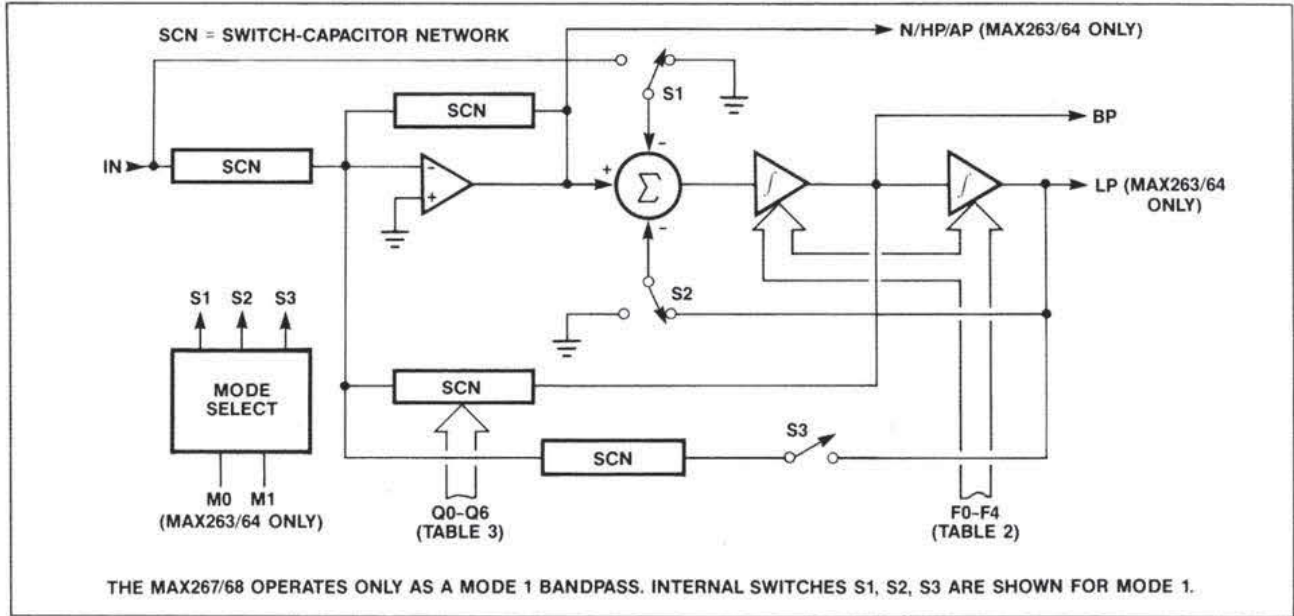 SCN = SWITCH-CAPACITOR NETWORK
N/HP/AP (MAX263/64 ONLY)
S1
SCN
BP
IN
SCN
-
+
+
Σ
-
-
∫
∫
LP (MAX263/64
ONLY)
S1 S2 S3
S2
MODE
SELECT
SCN
S3
SCN
M0 M1
(MAX263/64 ONLY)
Q0-Q6
(TABLE 3)
F0-F4
(TABLE 2)
THE MAX267/68 OPERATES ONLY AS A MODE 1 BANDPASS. INTERNAL SWITCHES S1, S2, S3 ARE SHOWN FOR MODE 1.